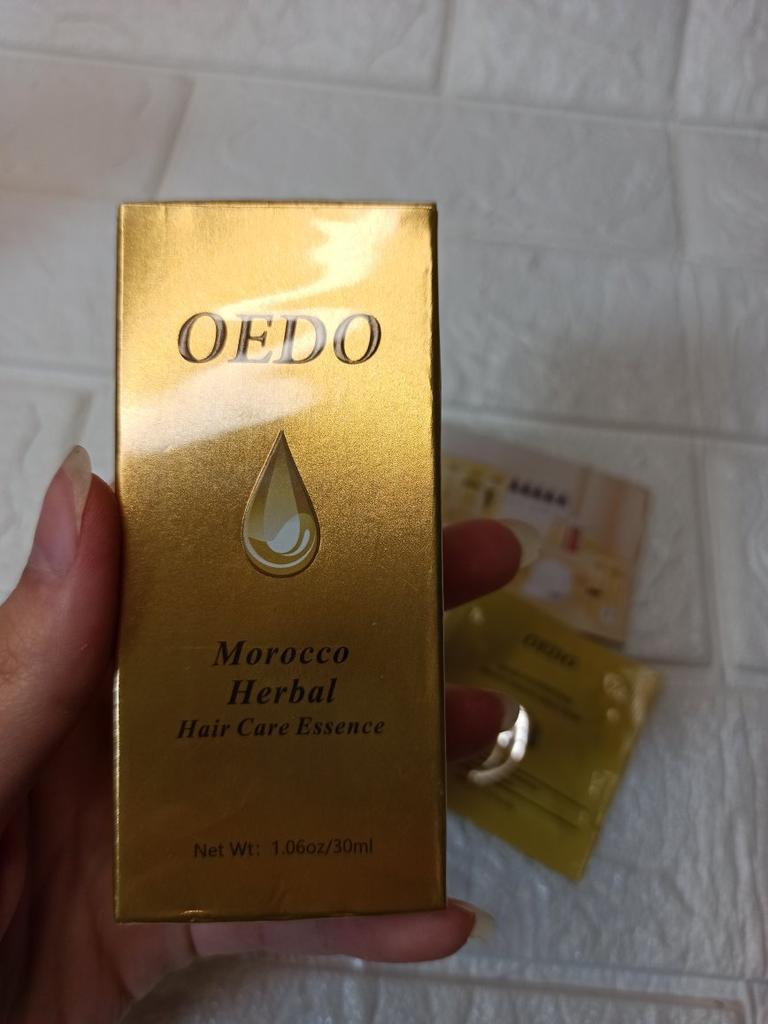 OEDO
Morocco
Herbal
Hair Care Essence
Net Wt: 1.06oz/30ml
OEDO